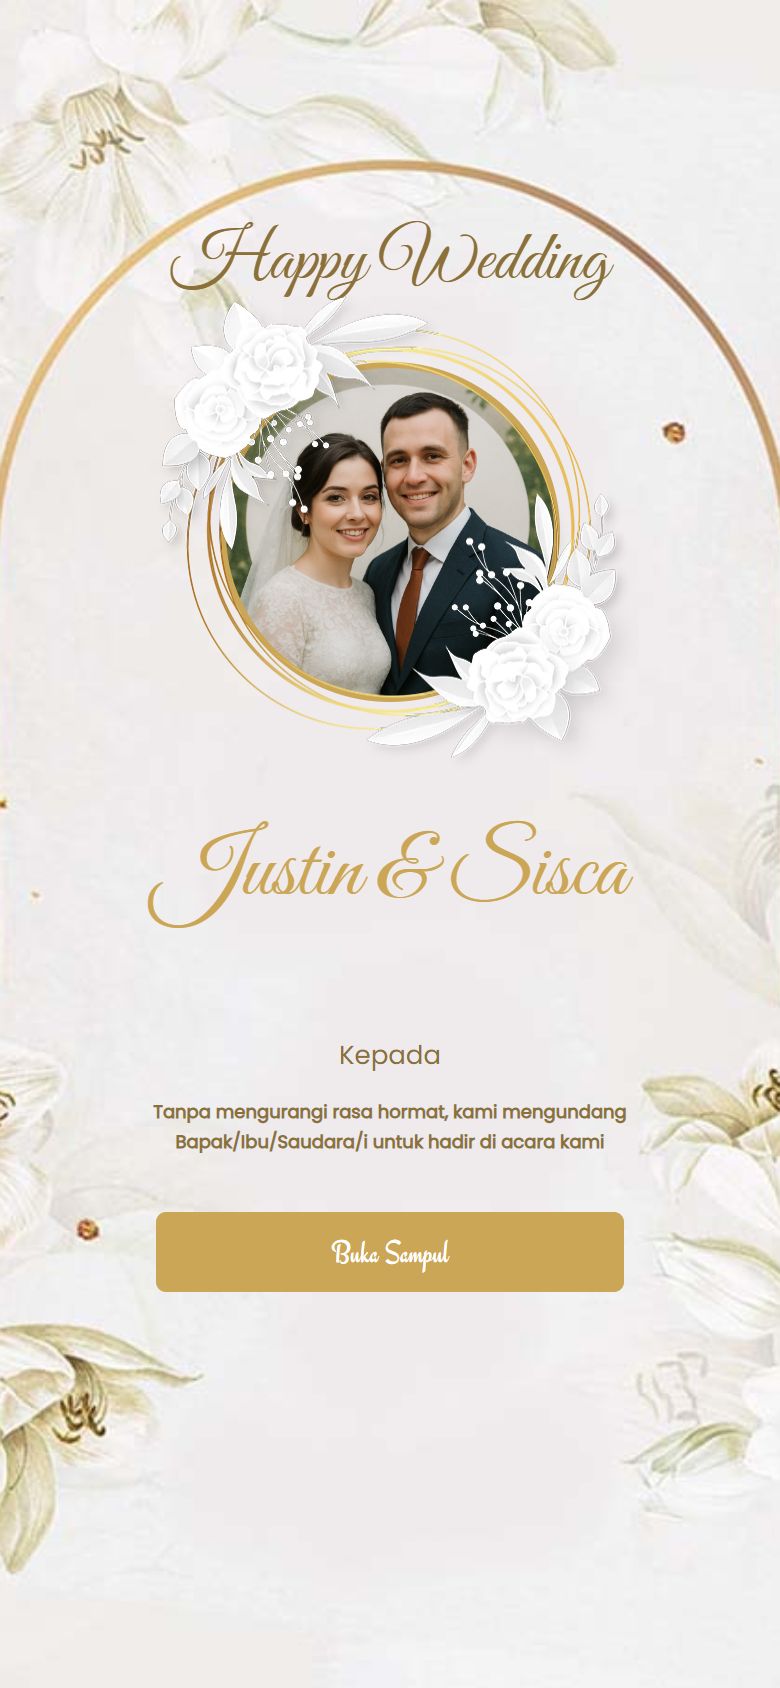 Happy Wedding
Justin & Sisca
Kepada
Tanpa mengurangi rasa hormat, kami mengundang
Bapak/Ibu/Saudara/i untuk hadir di acara kami
Buka Sampul